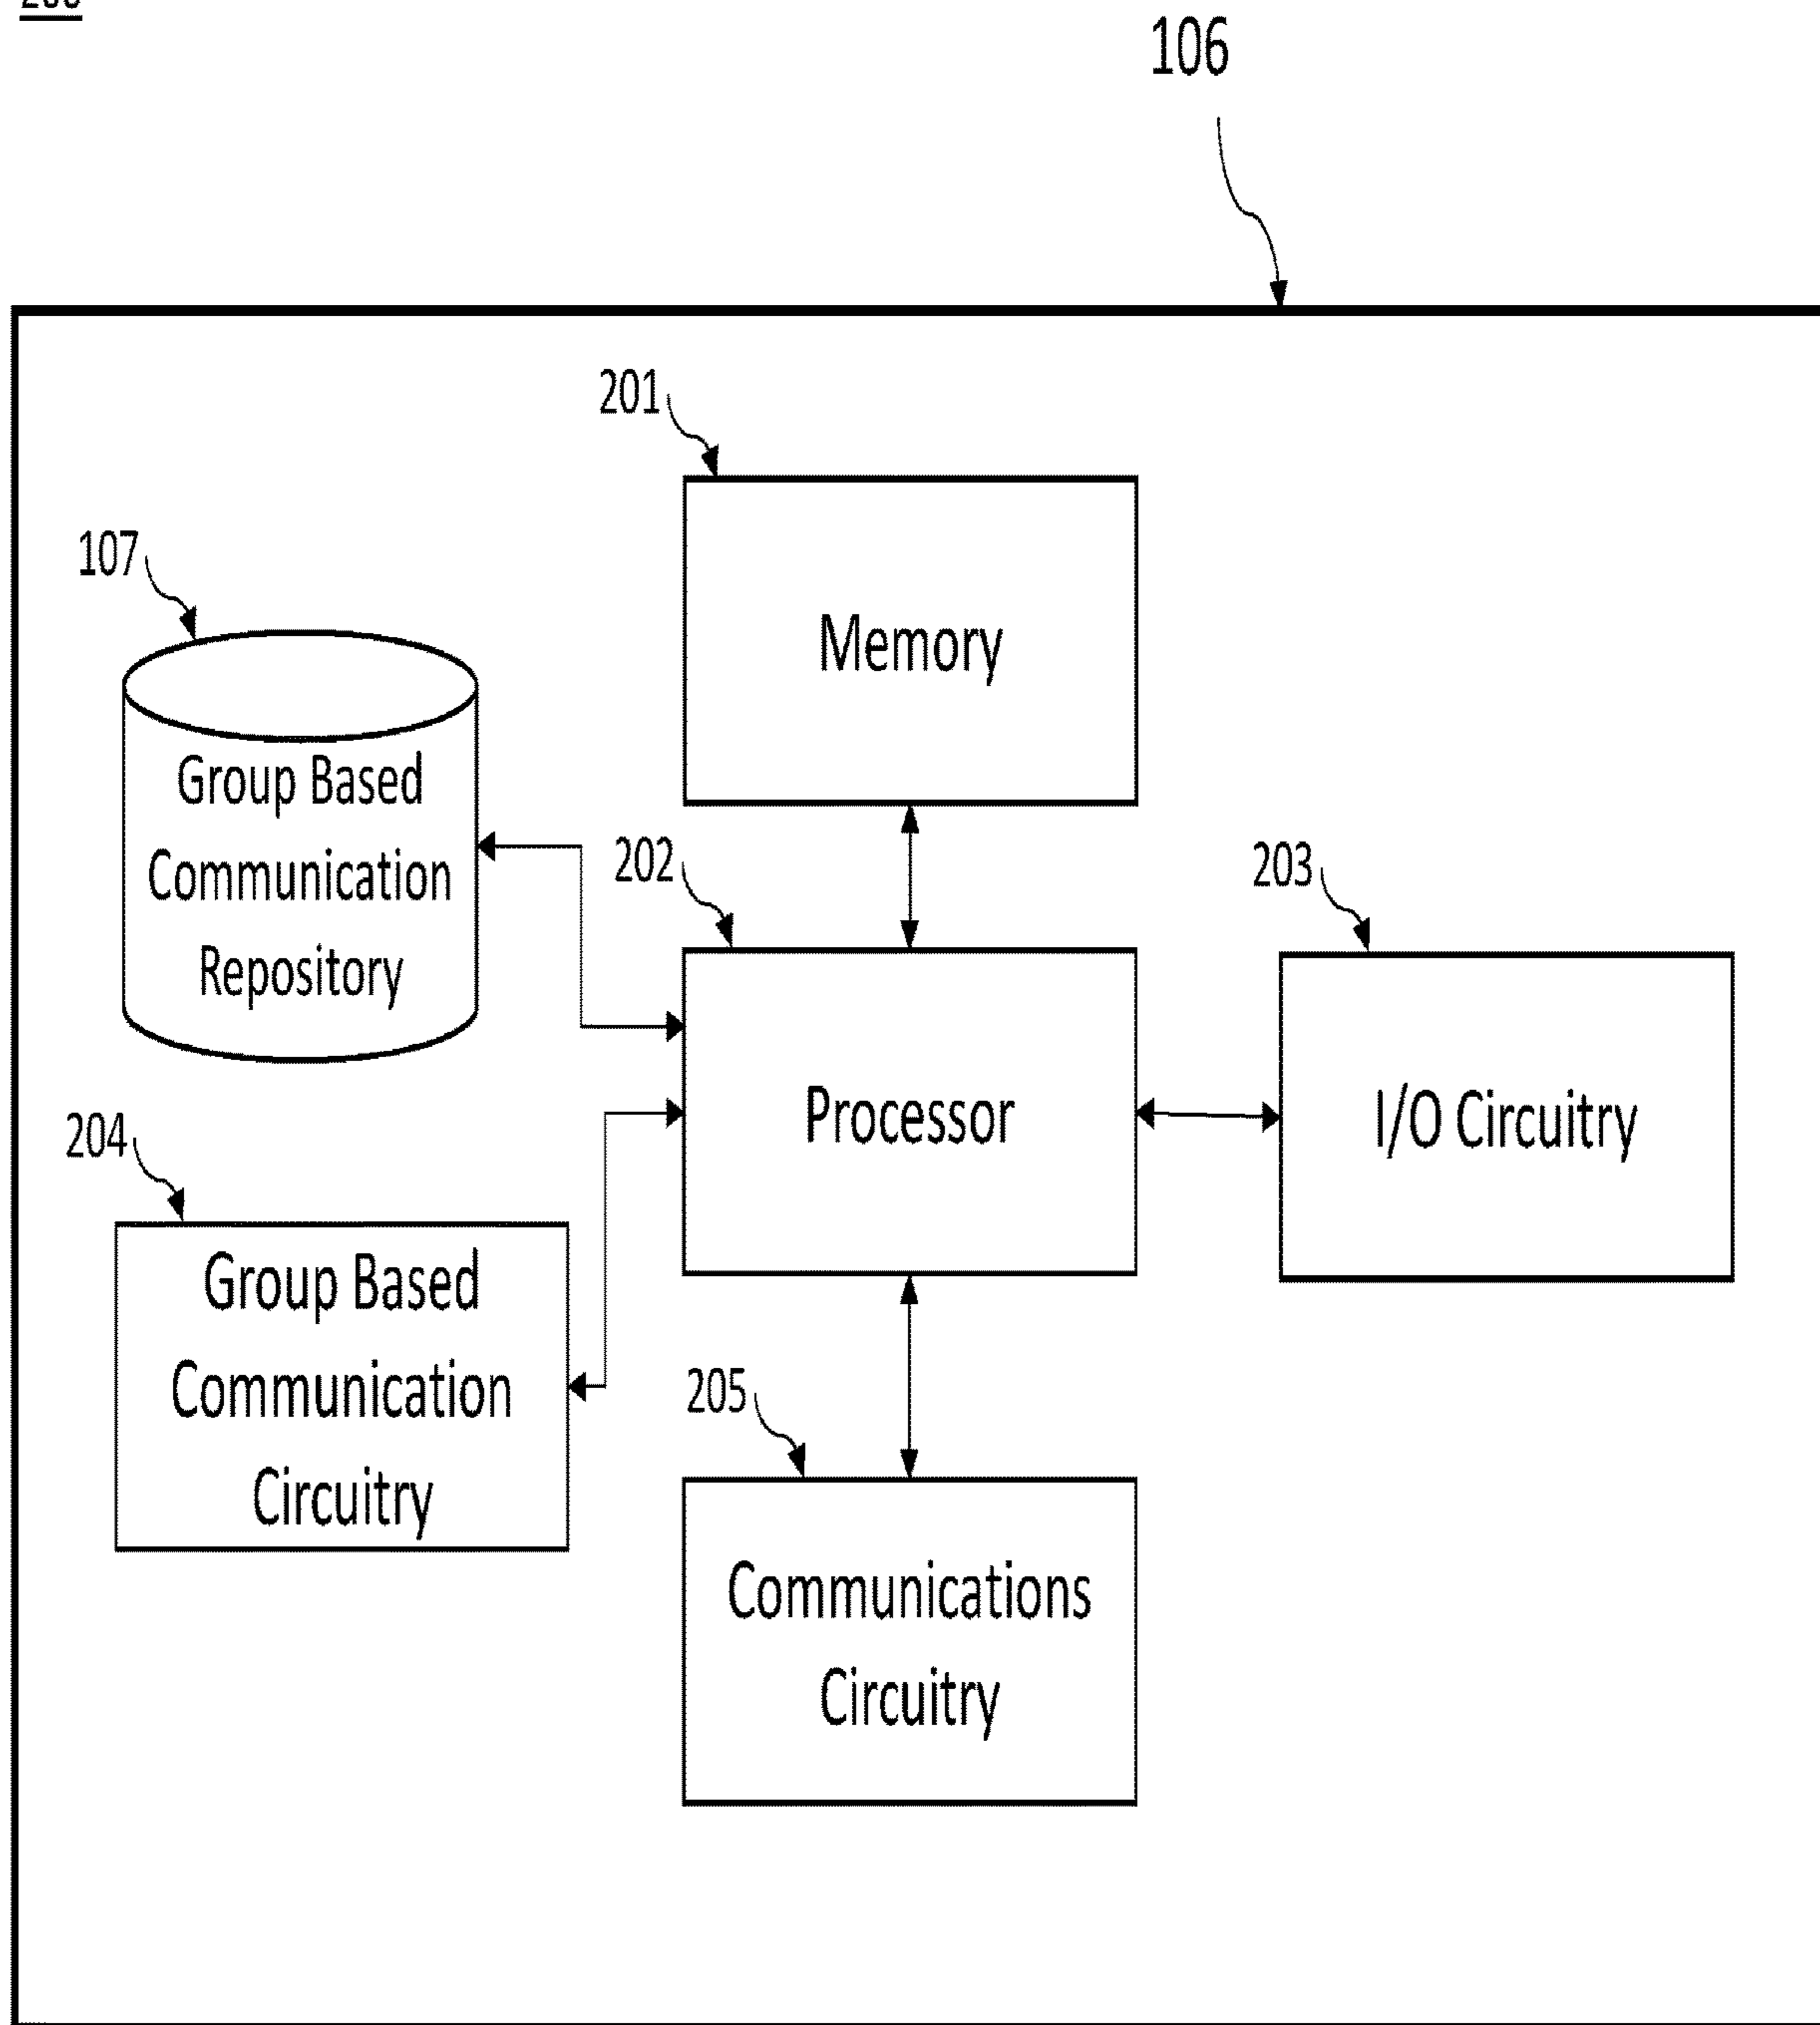 106
201
Memory
107
Group Based
Communication
Repository
202
203
Processor
I/O Circuitry
204
Group Based
Communication
Circuitry
205
Communications
Circuitry